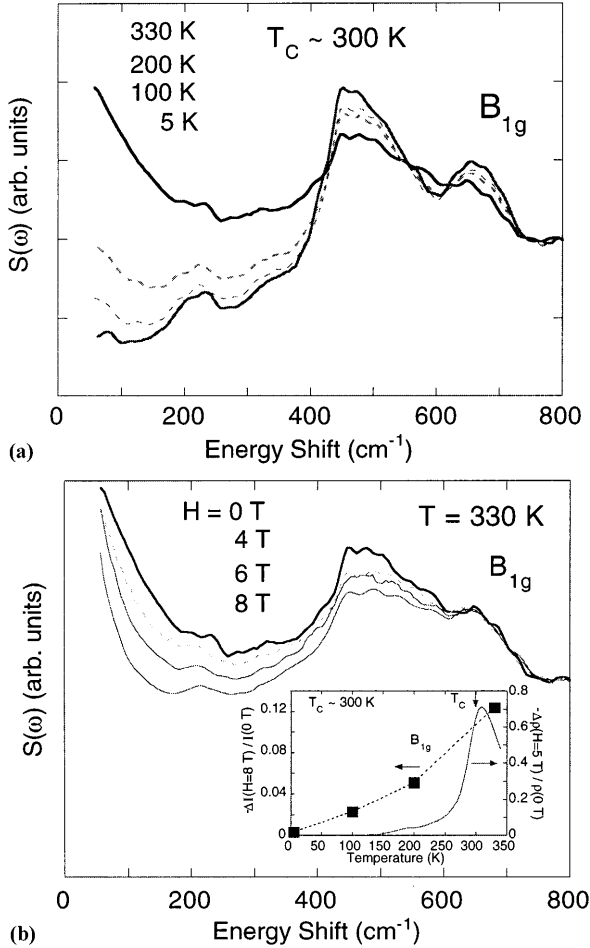 330 K
200 K
100 K
5 K
T_C ~ 300 K
B_1g
S(ω) (arb. units)
0 200 400 600 800
Energy Shift (cm⁻¹)
(a)
H = 0 T
4 T
6 T
8 T
T = 330 K
B_1g
S(ω) (arb. units)
T_C ~ 300 K
T_C
B_1g
-ΔI(H=8 T) / I(0 T)
0.12
0.08
0.04
0
-Δρ(H=5 T) / ρ(0 T)
0.8
0.6
0.4
0.2
0
0 50 100 150 200 250 300 350
Temperature (K)
0 200 400 600 800
Energy Shift (cm⁻¹)
(b)